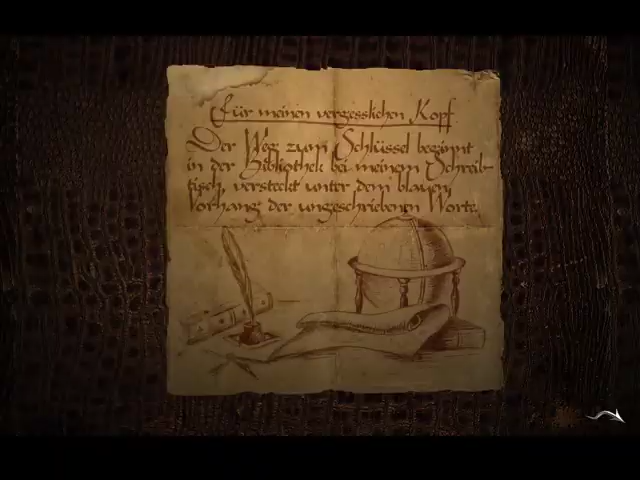 Für meinen vergesslichen Kopf
Der Weg zum Schlüssel beginnt
in der Bibliothek bei meinem Schreib-
tisch, versteckt unter dem blauen
Vorhang der ungeschriebenen Worte.